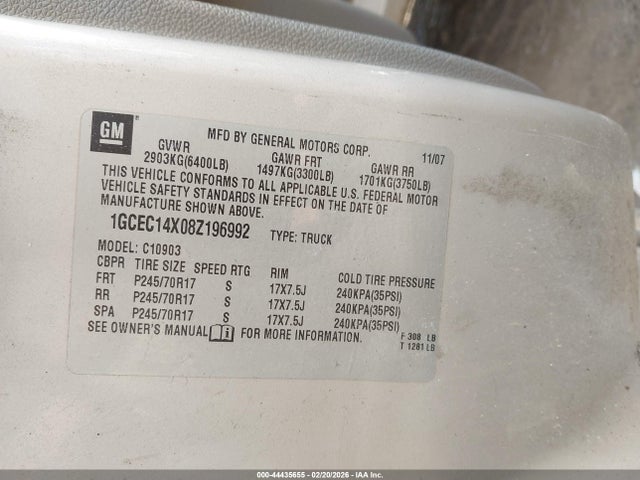 GM ®
MFD BY GENERAL MOTORS CORP. 11/07
GVWR GAWR FRT GAWR RR
2903KG(6400LB) 1497KG(3300LB) 1701KG(3750LB)
THIS VEHICLE CONFORMS TO ALL APPLICABLE U.S. FEDERAL MOTOR
VEHICLE SAFETY STANDARDS IN EFFECT ON THE DATE OF
MANUFACTURE SHOWN ABOVE.
1GCEC14X08Z196992 TYPE: TRUCK
MODEL: C10903
CBPR TIRE SIZE SPEED RTG RIM COLD TIRE PRESSURE
FRT P245/70R17 S 17X7.5J 240KPA(35PSI)
RR P245/70R17 S 17X7.5J 240KPA(35PSI)
SPA P245/70R17 S 17X7.5J 240KPA(35PSI)
SEE OWNER'S MANUAL i FOR MORE INFORMATION.
F 308 LB
T 1281 LB
000-44435655 - 02/20/2026 - IAA Inc.